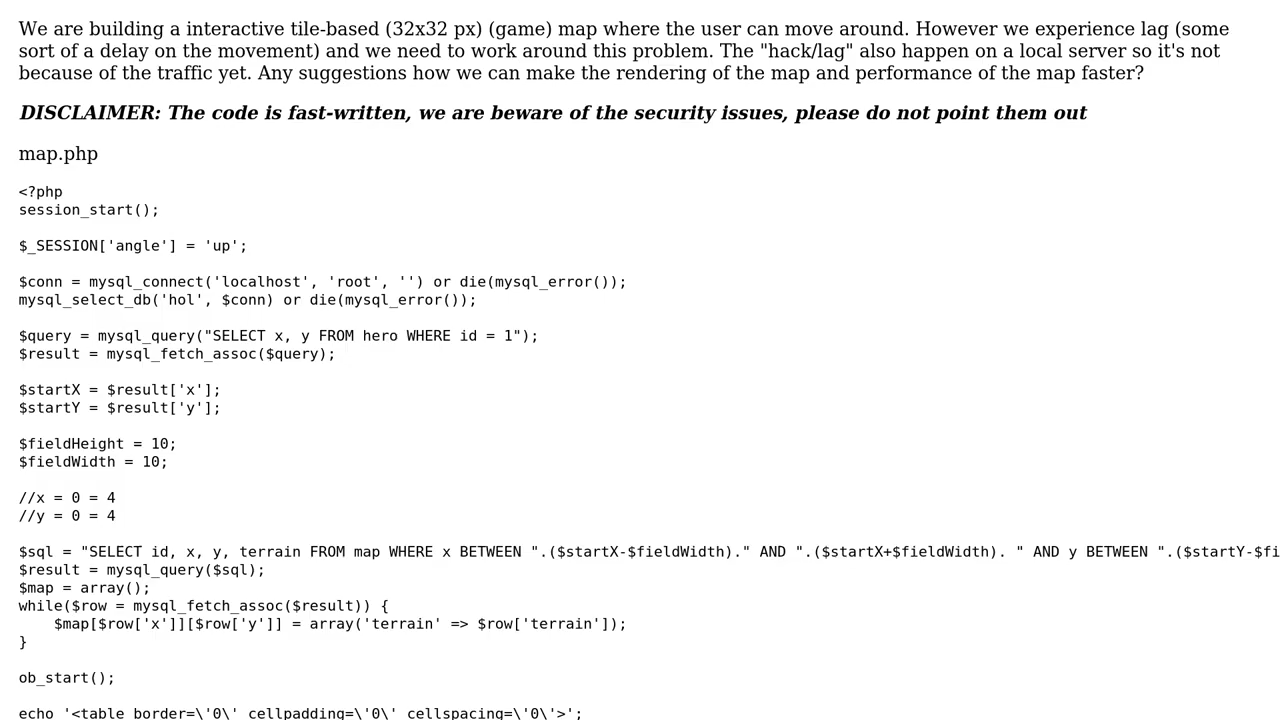 We are building a interactive tile-based (32x32 px) (game) map where the user can move around. However we experience lag (some
sort of a delay on the movement) and we need to work around this problem. The "hack/lag" also happen on a local server so it's not
because of the traffic yet. Any suggestions how we can make the rendering of the map and performance of the map faster?
DISCLAIMER: The code is fast-written, we are beware of the security issues, please do not point them out
map.php
<?php
session_start();
$_SESSION['angle'] = 'up';
$conn = mysql_connect('localhost', 'root', '') or die(mysql_error());
mysql_select_db('hol', $conn) or die(mysql_error());
$query = mysql_query("SELECT x, y FROM hero WHERE id = 1");
$result = mysql_fetch_assoc($query);
$startX = $result['x'];
$startY = $result['y'];
$fieldHeight = 10;
$fieldWidth = 10;
//x = 0 = 4
//y = 0 = 4
$sql = "SELECT id, x, y, terrain FROM map WHERE x BETWEEN ".($startX-$fieldWidth)." AND ".($startX+$fieldWidth). " AND y BETWEEN ".($startY-$fi
$result = mysql_query($sql);
$map = array();
while($row = mysql_fetch_assoc($result)) {
    $map[$row['x']][$row['y']] = array('terrain' => $row['terrain']);
}
ob_start();
echo '<table border=\'0\' cellpadding=\'0\' cellspacing=\'0\'>';